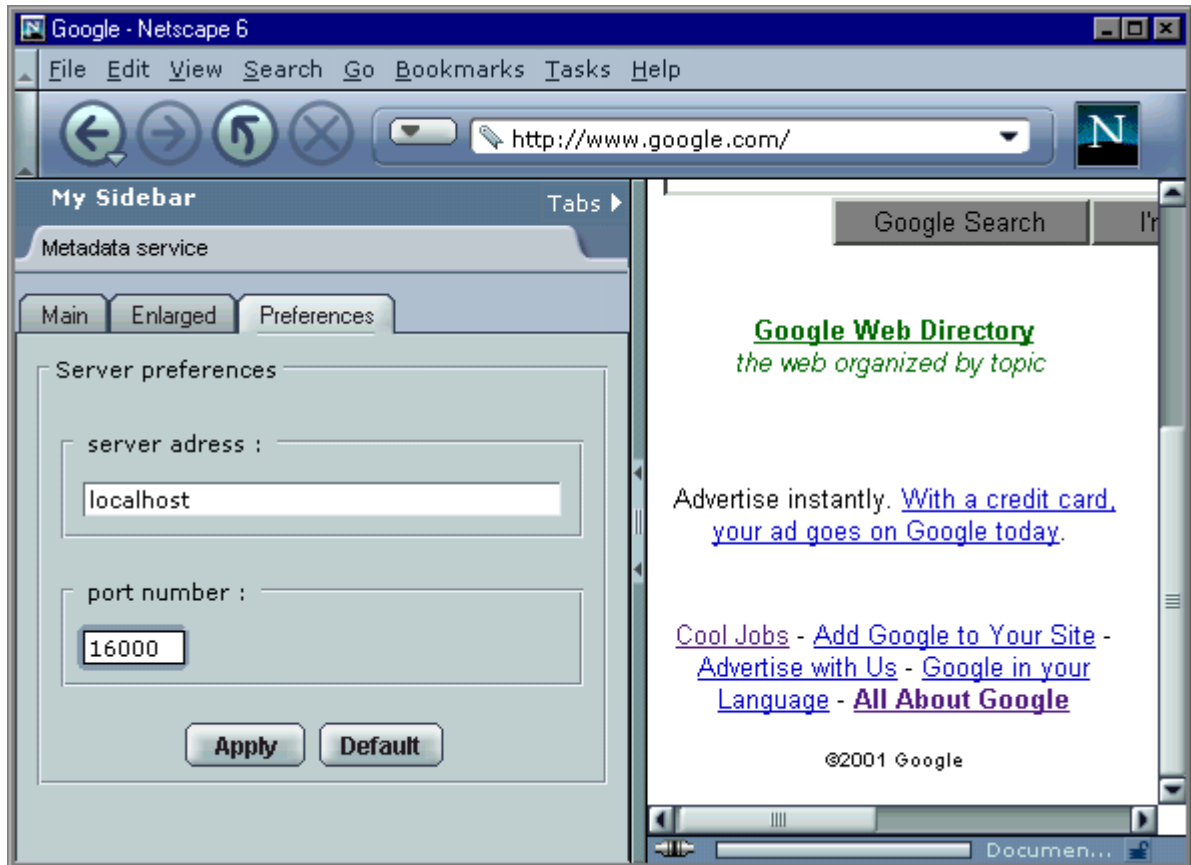 Google - Netscape 6
File Edit View Search Go Bookmarks Tasks Help
http://www.google.com/
N
My Sidebar
Tabs
Metadata service
Main Enlarged Preferences
Server preferences
server adress :
localhost
port number :
16000
Apply Default
Google Search
Google Web Directory
the web organized by topic
Advertise instantly. With a credit card,
your ad goes on Google today.
Cool Jobs - Add Google to Your Site -
Advertise with Us - Google in your
Language - All About Google
©2001 Google
Documen...